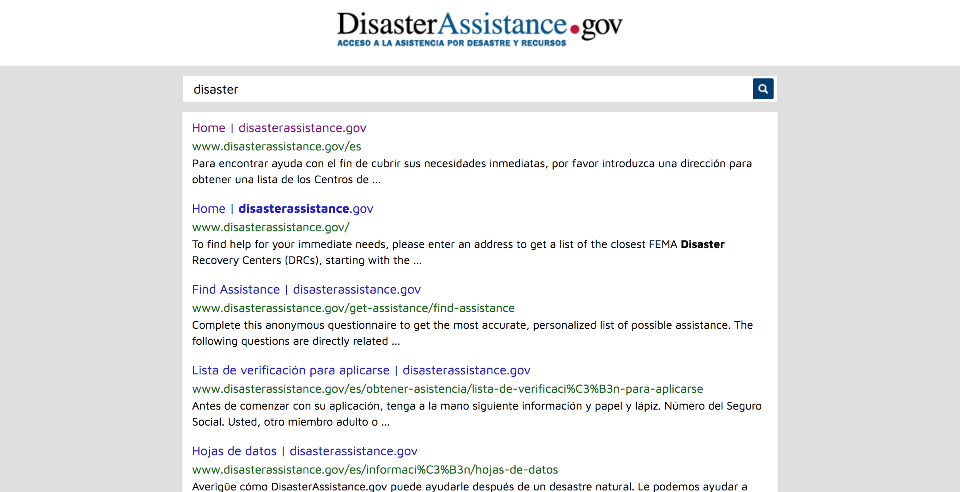 DisasterAssistance.gov
ACCESO A LA ASISTENCIA POR DESASTRE Y RECURSOS
disaster
Home | disasterassistance.gov
www.disasterassistance.gov/es
Para encontrar ayuda con el fin de cubrir sus necesidades inmediatas, por favor introduzca una dirección para
obtener una lista de los Centros de ...
Home | disasterassistance.gov
www.disasterassistance.gov/
To find help for your immediate needs, please enter an address to get a list of the closest FEMA Disaster
Recovery Centers (DRCs), starting with the ...
Find Assistance | disasterassistance.gov
www.disasterassistance.gov/get-assistance/find-assistance
Complete this anonymous questionnaire to get the most accurate, personalized list of possible assistance. The
following questions are directly related ...
Lista de verificación para aplicarse | disasterassistance.gov
www.disasterassistance.gov/es/obtener-asistencia/lista-de-verificaci%C3%B3n-para-aplicarse
Antes de comenzar con su aplicación, tenga a la mano siguiente información y papel y lápiz. Número del Seguro
Social. Usted, otro miembro adulto o ...
Hojas de datos | disasterassistance.gov
www.disasterassistance.gov/es/informaci%C3%B3n/hojas-de-datos
Averigüe cómo DisasterAssistance.gov puede ayudarle después de un desastre natural. Le podemos ayudar a